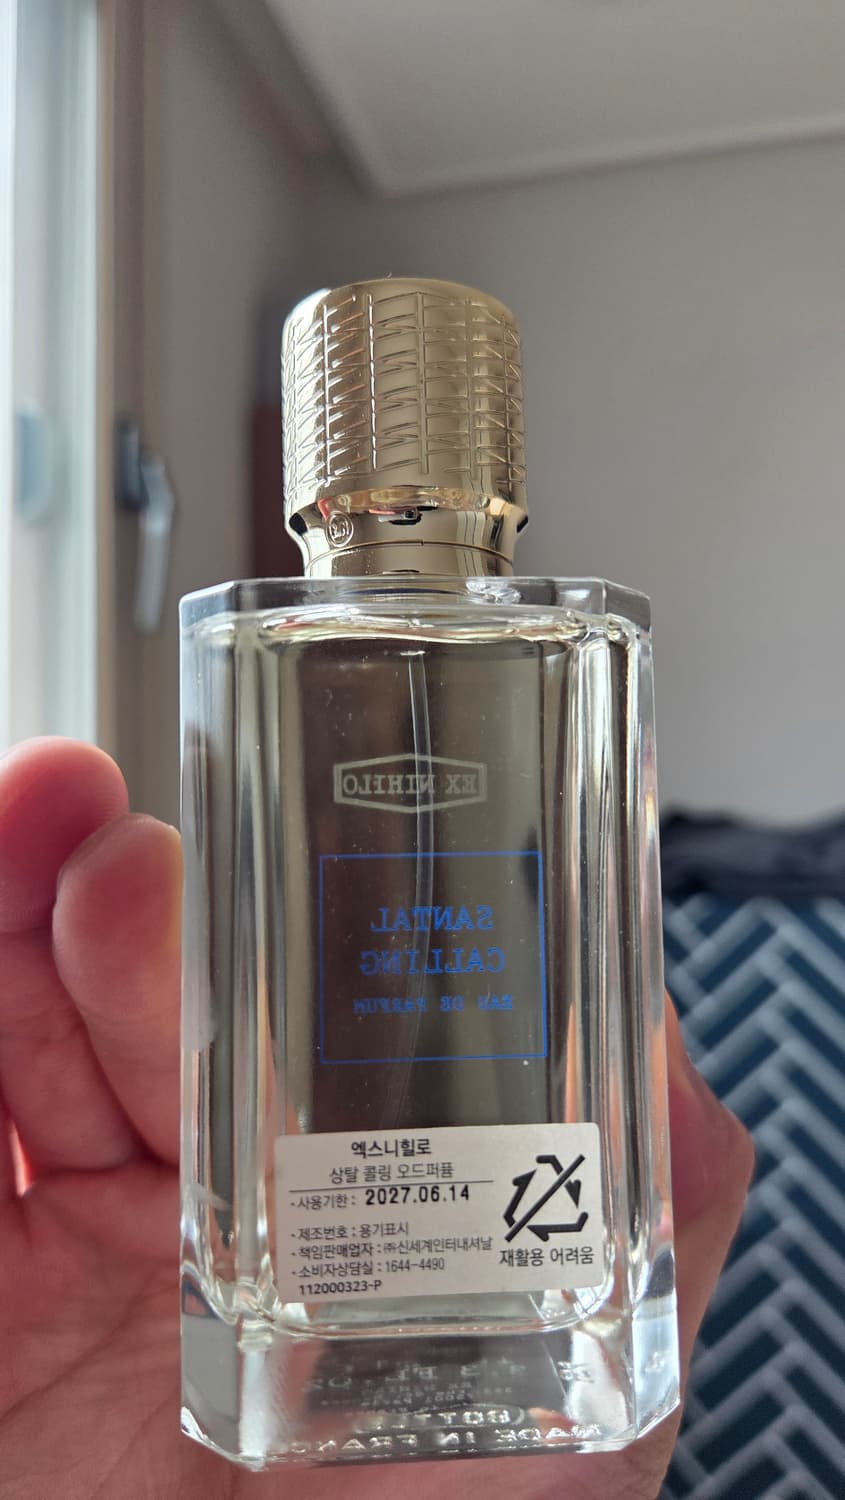 EX NIHILO
SANTAL
CALLING
EAU DE PARFUM
엑스니힐로
상탈 콜링 오드퍼퓸
·사용기한 : 2027.06.14
·제조번호 : 용기표시
·책임판매업자 : ㈜신세계인터내셔날
·소비자상담실 : 1644-4490
112000323-P
재활용 어려움
BOTTLE
MADE IN FRANCE